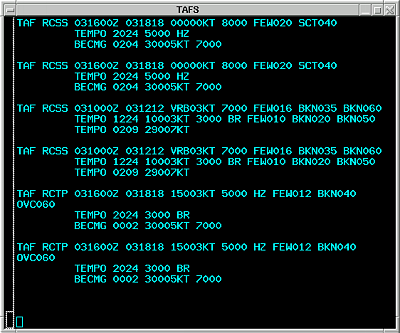 TAFS
TAF RCSS 031600Z 031818 00000KT 8000 FEW020 SCT040
TEMPO 2024 5000 HZ
BECMG 0204 30005KT 7000
TAF RCSS 031600Z 031818 00000KT 8000 FEW020 SCT040
TEMPO 2024 5000 HZ
BECMG 0204 30005KT 7000
TAF RCSS 031000Z 031212 VRB03KT 7000 FEW016 BKN035 BKN060
TEMPO 1224 10003KT 3000 BR FEW010 BKN020 BKN050
TEMPO 0209 29007KT
TAF RCSS 031000Z 031212 VRB03KT 7000 FEW016 BKN035 BKN060
TEMPO 1224 10003KT 3000 BR FEW010 BKN020 BKN050
TEMPO 0209 29007KT
TAF RCTP 031600Z 031818 15003KT 5000 HZ FEW012 BKN040
OVC060
TEMPO 2024 3000 BR
BECMG 0002 30005KT 7000
TAF RCTP 031600Z 031818 15003KT 5000 HZ FEW012 BKN040
OVC060
TEMPO 2024 3000 BR
BECMG 0002 30005KT 7000